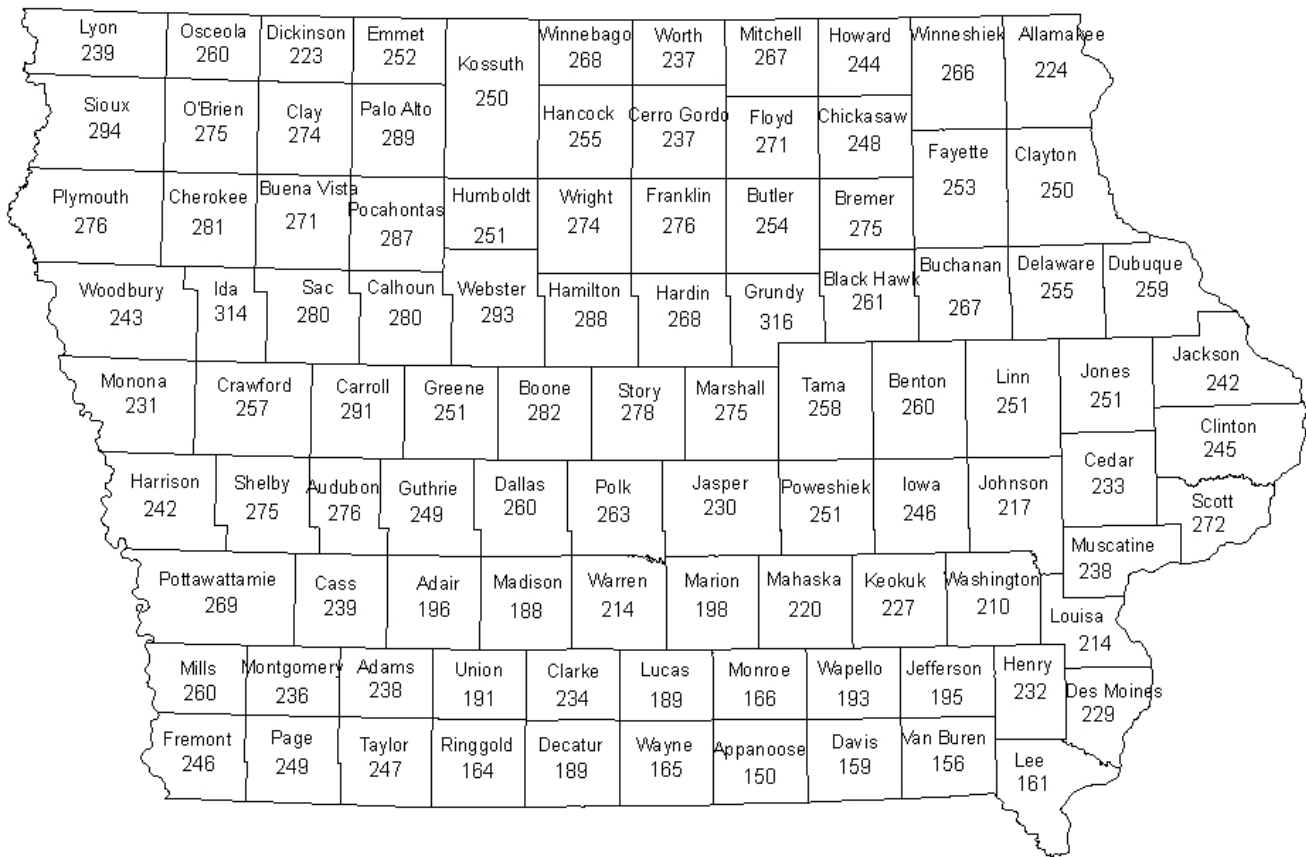 Lyon
239
Osceola
260
Dickinson
223
Emmet
252
Kossuth
250
Winnebago
268
Worth
237
Mitchell
267
Howard
244
Winneshiek
266
Allamakee
224
Sioux
294
O'Brien
275
Clay
274
Palo Alto
289
Hancock
255
Cerro Gordo
237
Floyd
271
Chickasaw
248
Fayette
253
Clayton
250
Plymouth
276
Cherokee
281
Buena Vista
271
Pocahontas
287
Humboldt
251
Wright
274
Franklin
276
Butler
254
Bremer
275
Woodbury
243
Ida
314
Sac
280
Calhoun
280
Webster
293
Hamilton
288
Hardin
268
Grundy
316
Black Hawk
261
Buchanan
267
Delaware
255
Dubuque
259
Monona
231
Crawford
257
Carroll
291
Greene
251
Boone
282
Story
278
Marshall
275
Tama
258
Benton
260
Linn
251
Jones
251
Jackson
242
Clinton
245
Harrison
242
Shelby
275
Audubon
276
Guthrie
249
Dallas
260
Polk
263
Jasper
230
Poweshiek
251
Iowa
246
Johnson
217
Cedar
233
Scott
272
Muscatine
238
Pottawattamie
269
Cass
239
Adair
196
Madison
188
Warren
214
Marion
198
Mahaska
220
Keokuk
227
Washington
210
Louisa
214
Mills
260
Montgomery
236
Adams
238
Union
191
Clarke
234
Lucas
189
Monroe
166
Wapello
193
Jefferson
195
Henry
232
Des Moines
229
Fremont
246
Page
249
Taylor
247
Ringgold
164
Decatur
189
Wayne
165
Appanoose
150
Davis
159
Van Buren
156
Lee
161